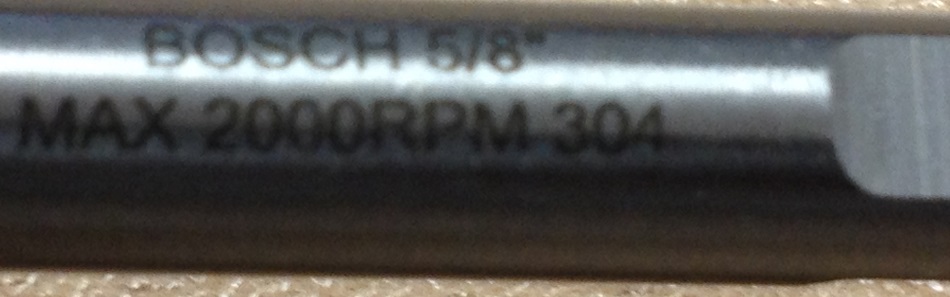 BOSCH 5/8"
MAX 2000RPM 304